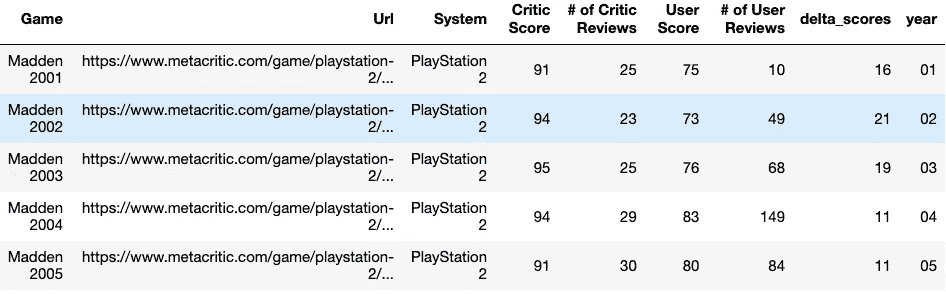 Game Url System Critic Score # of Critic Reviews User Score # of User Reviews delta_scores year
Madden 2001 https://www.metacritic.com/game/playstation-2/... PlayStation 2 91 25 75 10 16 01
Madden 2002 https://www.metacritic.com/game/playstation-2/... PlayStation 2 94 23 73 49 21 02
Madden 2003 https://www.metacritic.com/game/playstation-2/... PlayStation 2 95 25 76 68 19 03
Madden 2004 https://www.metacritic.com/game/playstation-2/... PlayStation 2 94 29 83 149 11 04
Madden 2005 https://www.metacritic.com/game/playstation-2/... PlayStation 2 91 30 80 84 11 05